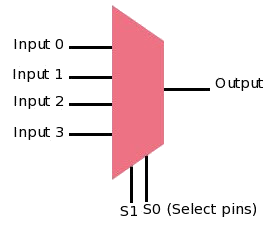 Input 0
Input 1
Input 2
Input 3
Output
S1 S0 (Select pins)